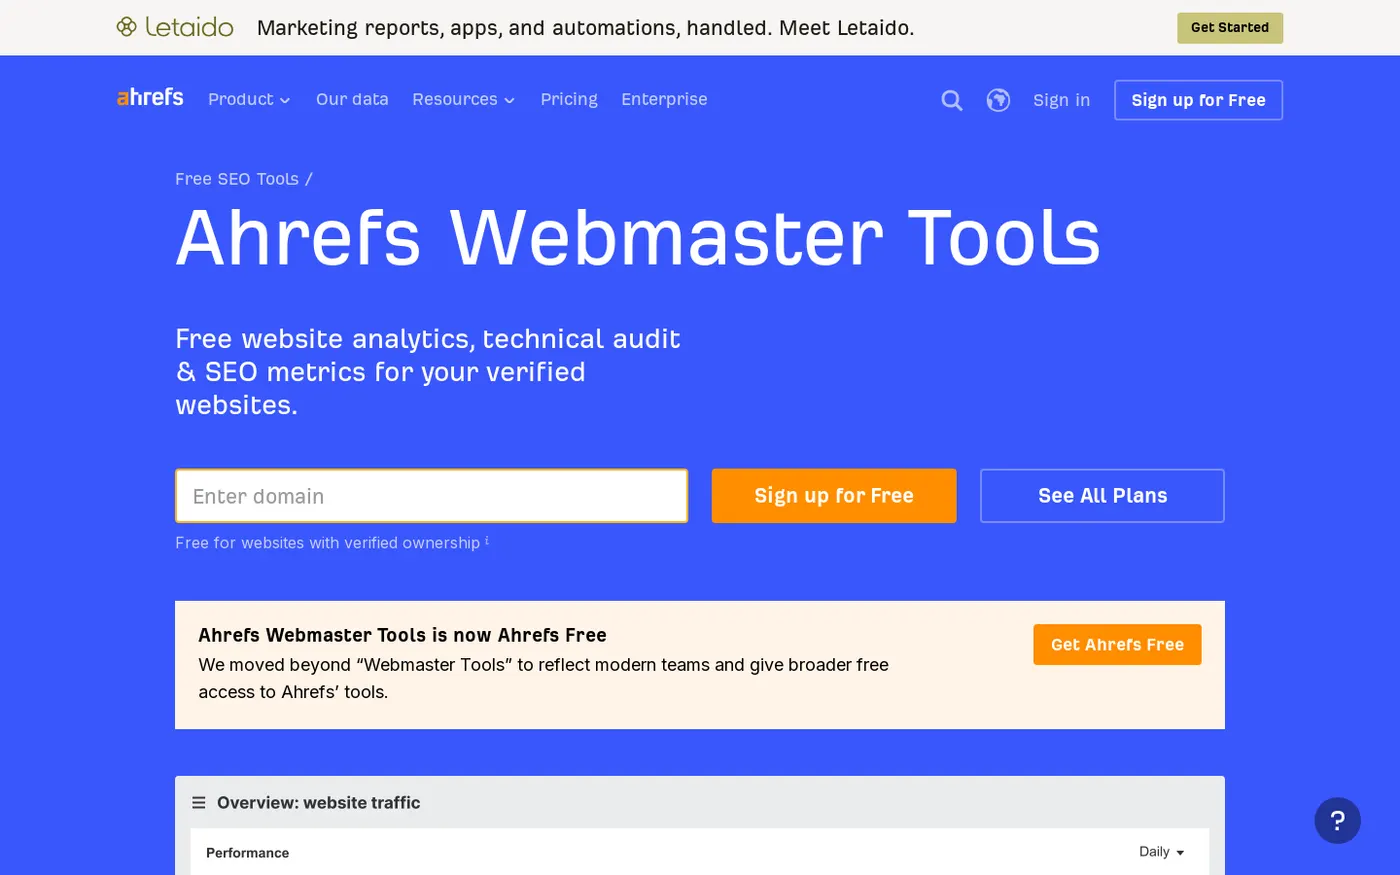 Letaido
Marketing reports, apps, and automations, handled. Meet Letaido.
Get Started
ahrefs
Product
Our data
Resources
Pricing
Enterprise
Sign in
Sign up for Free
Free SEO Tools /
Ahrefs Webmaster Tools
Free website analytics, technical audit
& SEO metrics for your verified
websites.
Enter domain
Sign up for Free
See All Plans
Free for websites with verified ownership i
Ahrefs Webmaster Tools is now Ahrefs Free
We moved beyond “Webmaster Tools” to reflect modern teams and give broader free
access to Ahrefs’ tools.
Get Ahrefs Free
Overview: website traffic
Performance
Daily
?